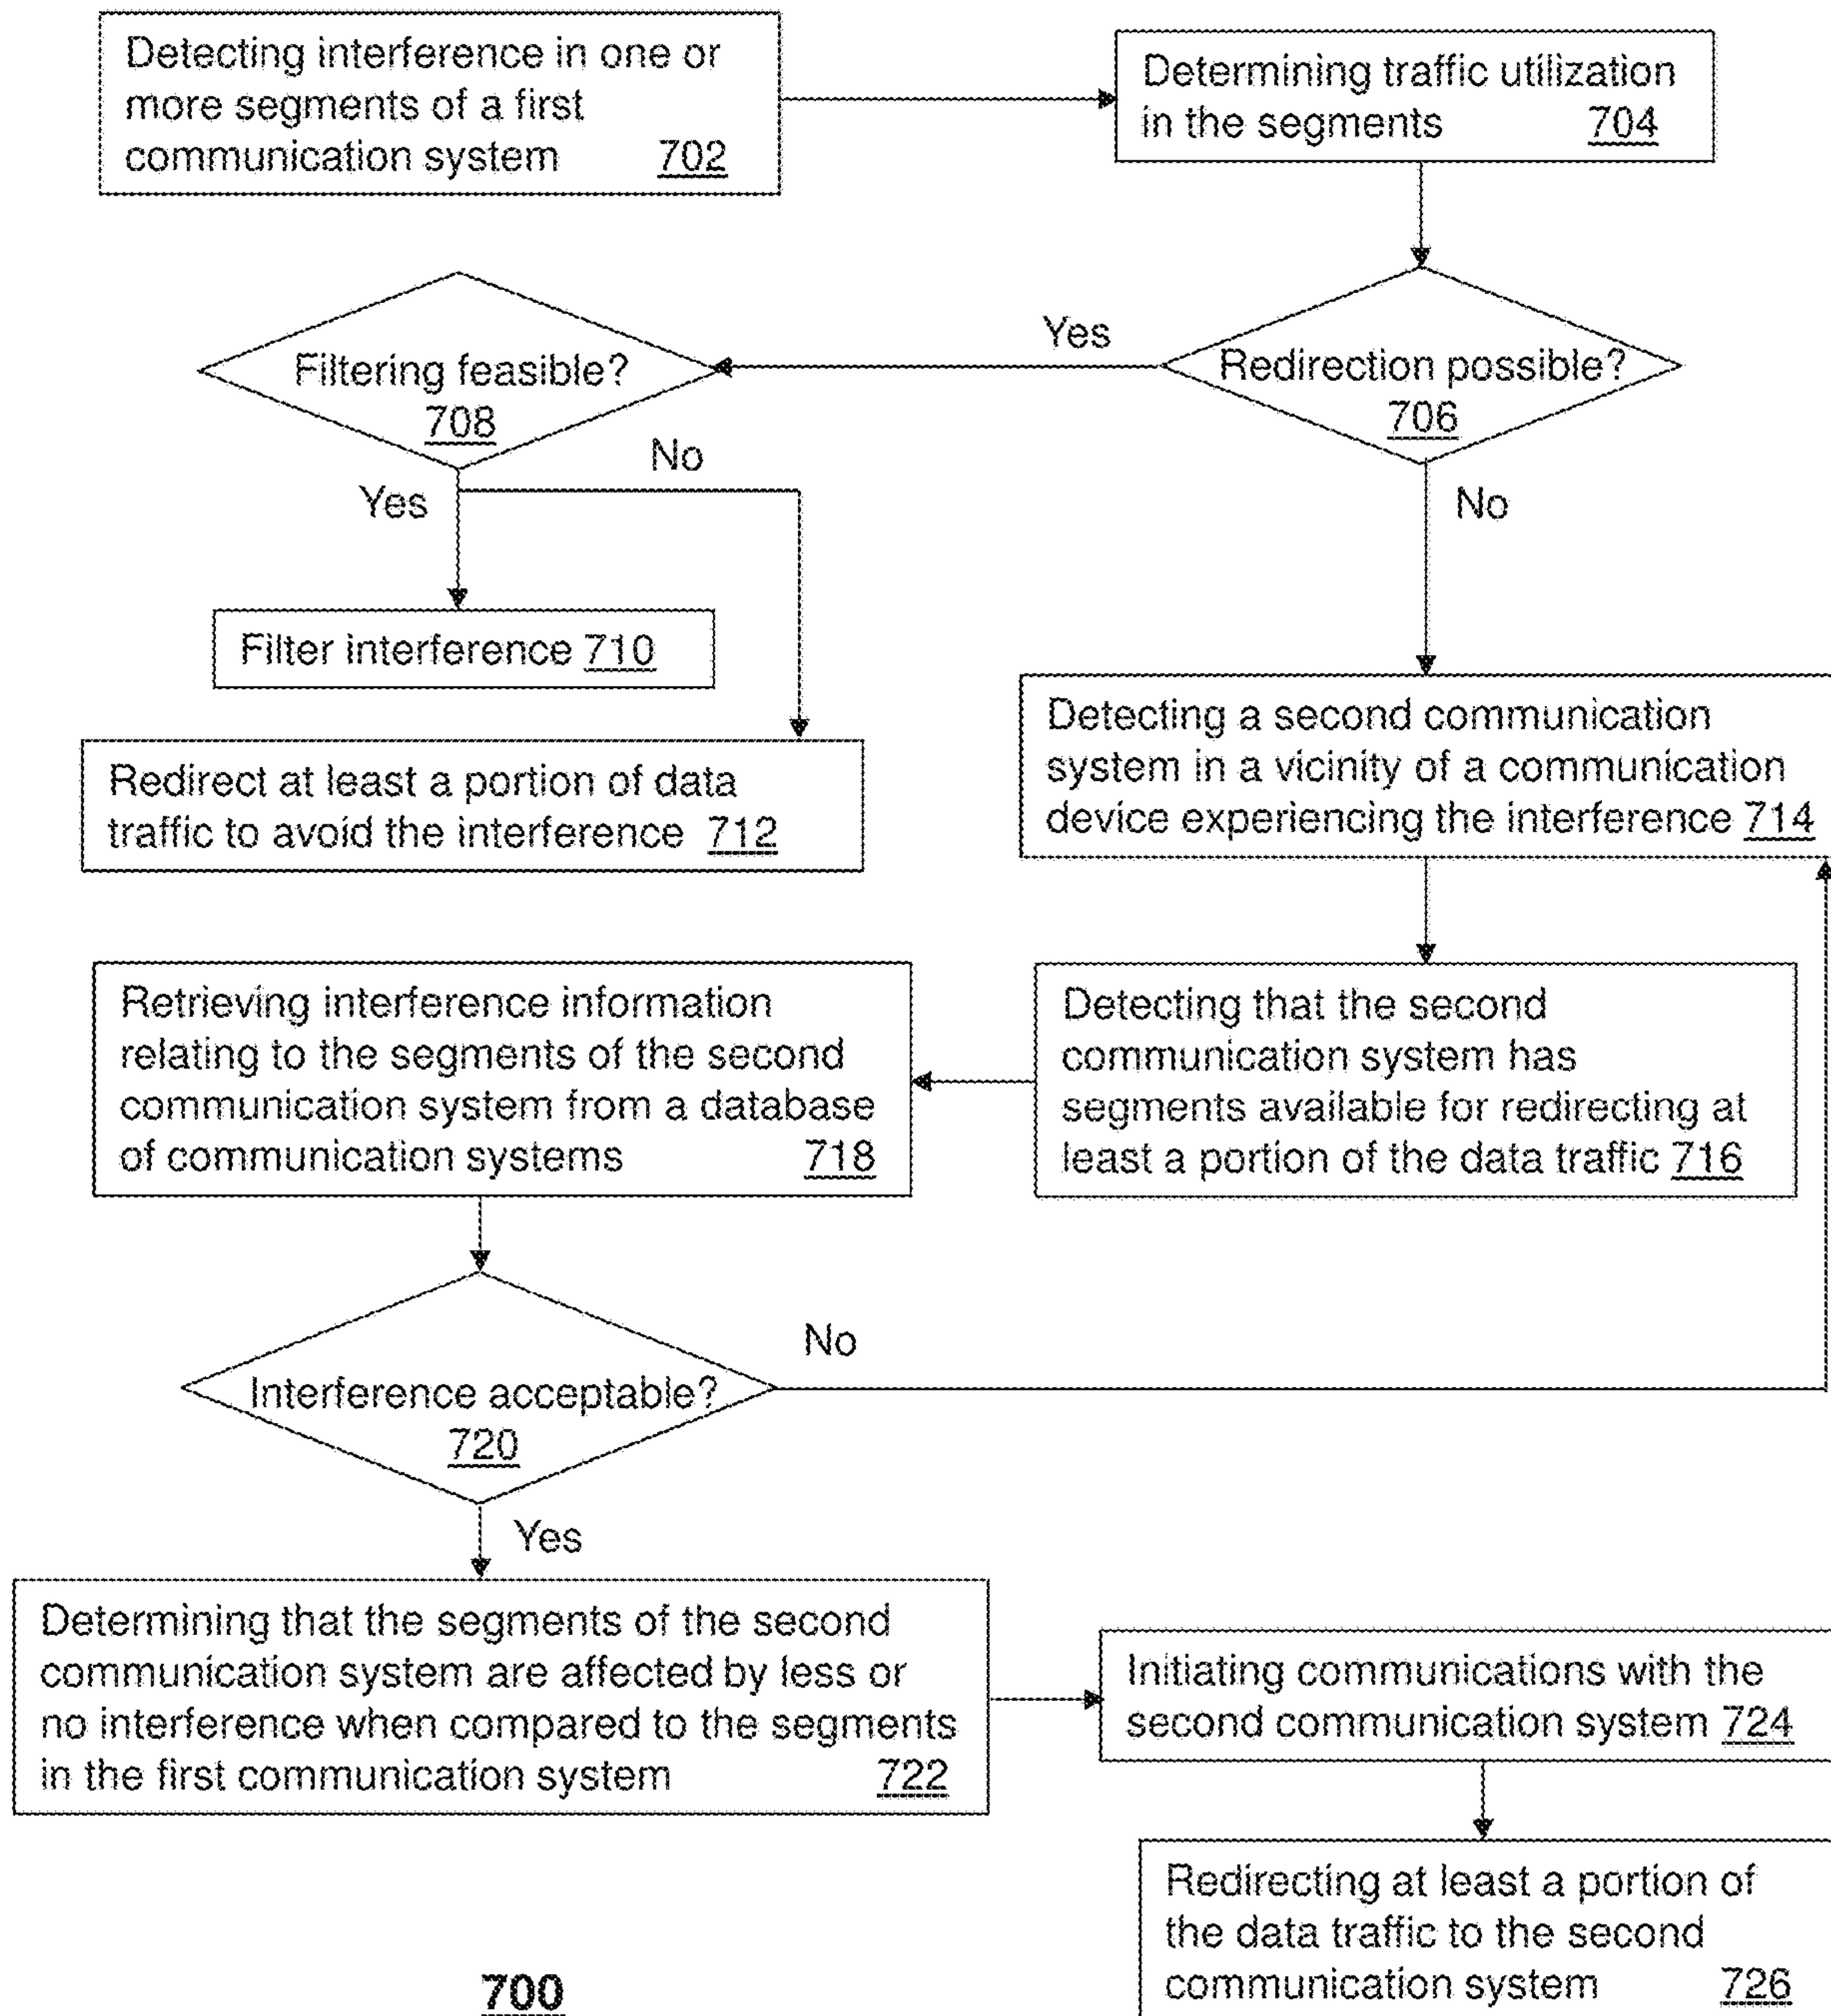 Detecting interference in one or
more segments of a first
communication system 702
Determining traffic utilization
in the segments 704
Redirection possible?
706
Yes
No
Filtering feasible?
708
Yes
No
Filter interference 710
Redirect at least a portion of data
traffic to avoid the interference 712
Detecting a second communication
system in a vicinity of a communication
device experiencing the interference 714
Detecting that the second
communication system has
segments available for redirecting at
least a portion of the data traffic 716
Retrieving interference information
relating to the segments of the second
communication system from a database
of communication systems 718
Interference acceptable?
720
No
Yes
Determining that the segments of the second
communication system are affected by less or
no interference when compared to the segments
in the first communication system 722
Initiating communications with the
second communication system 724
Redirecting at least a portion of
the data traffic to the second
communication system 726
700